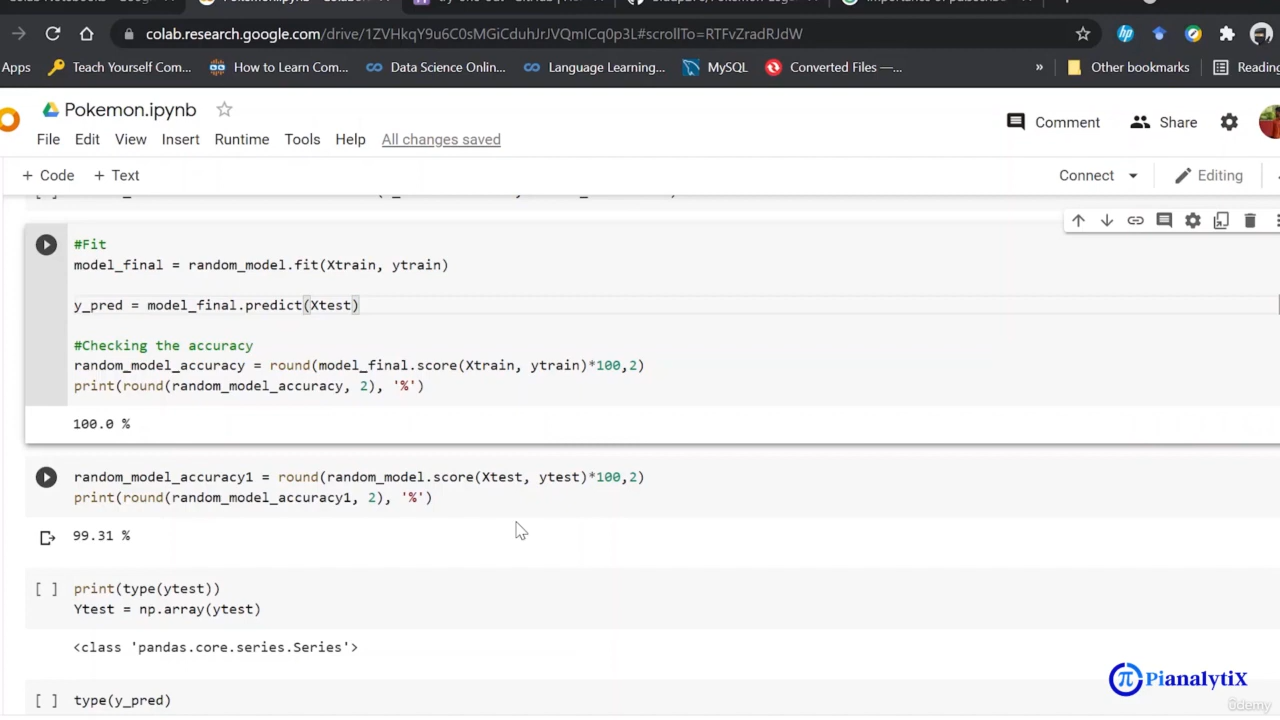 colab.research.google.com/drive/1ZVHkqY9u6C0sMGiCduhJrJVQmICq0p3L#scrollTo=RTFvZradRJdW
Apps Teach Yourself Com... How to Learn Com... Data Science Onlin... Language Learning... MySQL Converted Files —... » Other bookmarks Reading
Pokemon.ipynb
Comment Share
File Edit View Insert Runtime Tools Help All changes saved
+ Code + Text Connect Editing
#Fit
model_final = random_model.fit(Xtrain, ytrain)
y_pred = model_final.predict(Xtest)
#Checking the accuracy
random_model_accuracy = round(model_final.score(Xtrain, ytrain)*100,2)
print(round(random_model_accuracy, 2), '%')
100.0 %
random_model_accuracy1 = round(random_model.score(Xtest, ytest)*100,2)
print(round(random_model_accuracy1, 2), '%')
99.31 %
[ ] print(type(ytest))
Ytest = np.array(ytest)
<class 'pandas.core.series.Series'>
[ ] type(y_pred)
PianalytiX
ûdemy